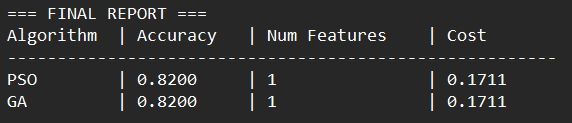 === FINAL REPORT ===
Algorithm | Accuracy | Num Features | Cost
-------------------------------------------------------
PSO | 0.8200 | 1 | 0.1711
GA | 0.8200 | 1 | 0.1711